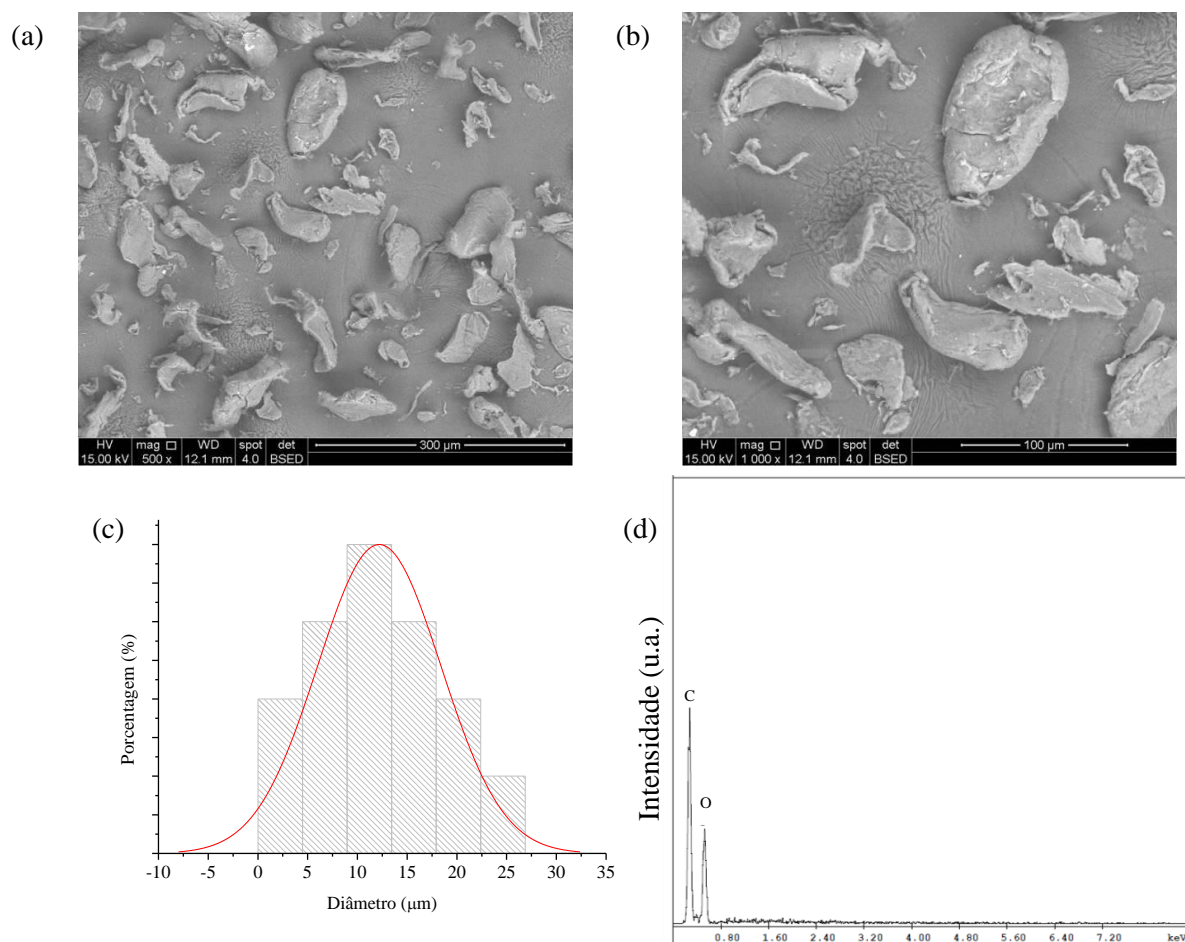 (a)
HV mag WD spot det 300 µm
15.00 kV 500 x 12.1 mm 4.0 BSED
(b)
HV mag WD spot det 100 µm
15.00 kV 1 000 x 12.1 mm 4.0 BSED
(c)
Porcentagem (%)
-10 -5 0 5 10 15 20 25 30 35
Diâmetro (µm)
(d)
Intensidade (u.a.)
C
O
0.80 1.60 2.40 3.20 4.00 4.80 5.60 6.40 7.20 keV